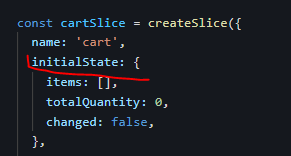 const cartSlice = createSlice({
name: 'cart',
initialState: {
items: [],
totalQuantity: 0,
changed: false,
},